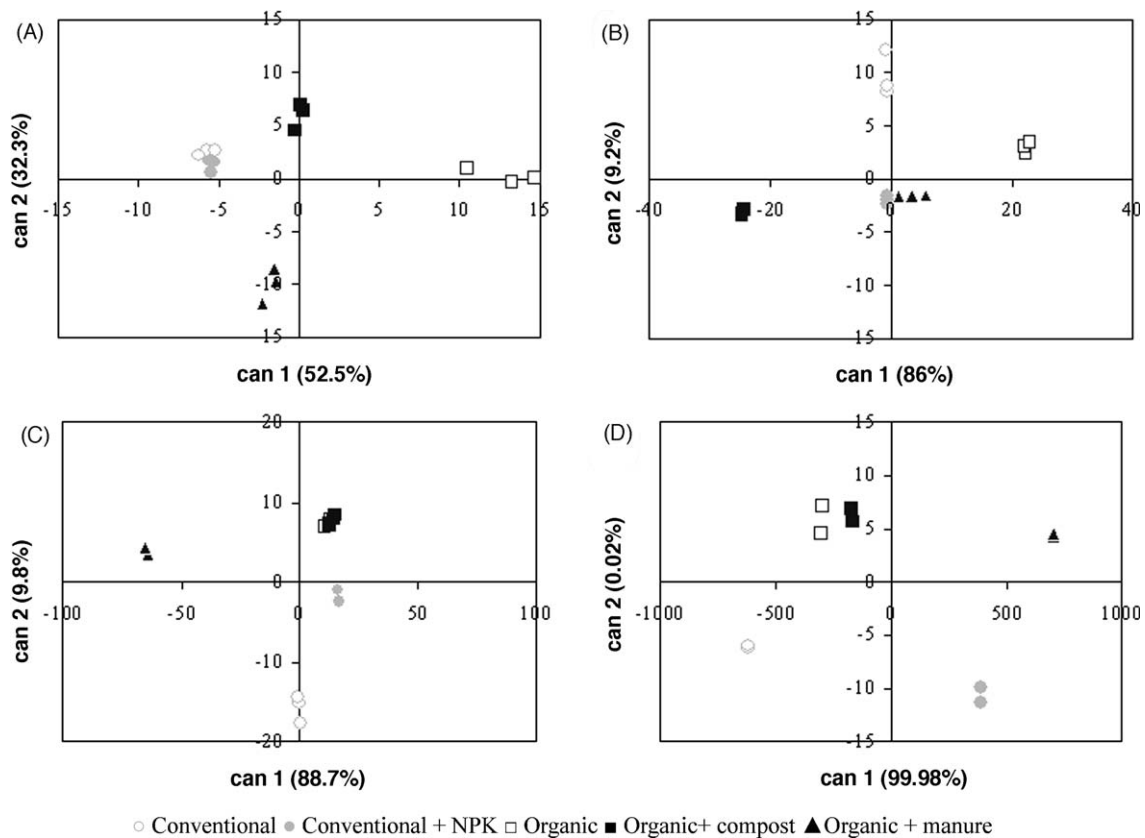 (A)
15
10
5
0
-15 -10 -5 0 5 10 15
-5
-10
15
can 2 (32.3%)
can 1 (52.5%)
(B)
15
10
5
0
-40 -20 0 20 40
-5
-10
15
can 2 (9.2%)
can 1 (86%)
(C)
20
10
0
-100 -50 0 50 100
-10
-20
can 2 (9.8%)
can 1 (88.7%)
(D)
15
10
5
0
-1000 -500 0 500 1000
-5
-10
-15
can 2 (0.02%)
can 1 (99.98%)
Conventional Conventional + NPK Organic Organic+ compost Organic + manure